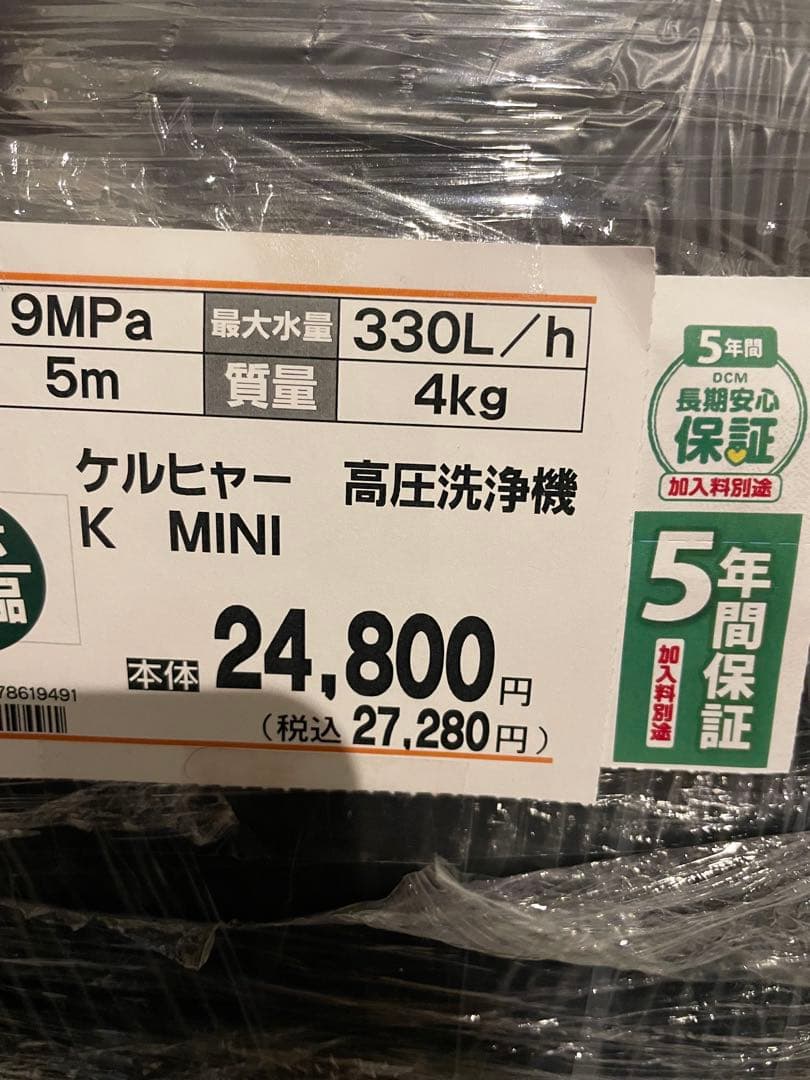 9MPa 最大水量 330L/h
5m 質量 4kg
ケルヒャー 高圧洗浄機
K MINI
品
本体 24,800円
(税込 27,280円)
78619491
5年間
DCM
長期安心
保証
加入料別途
5年間保証
加入料別途